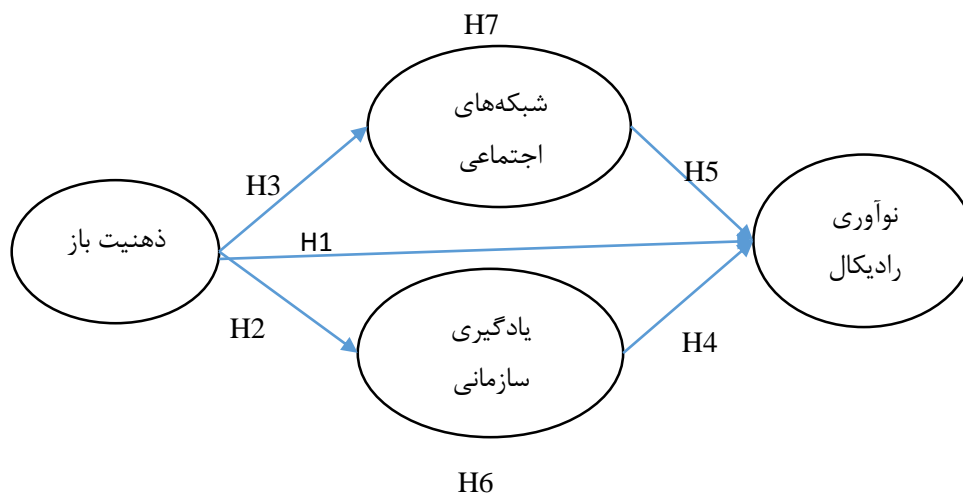 H7
شبکه‌های
اجتماعی
H3
H5
ذهنیت باز
H1
نوآوری
رادیکال
H2
یادگیری
سازمانی
H4
H6